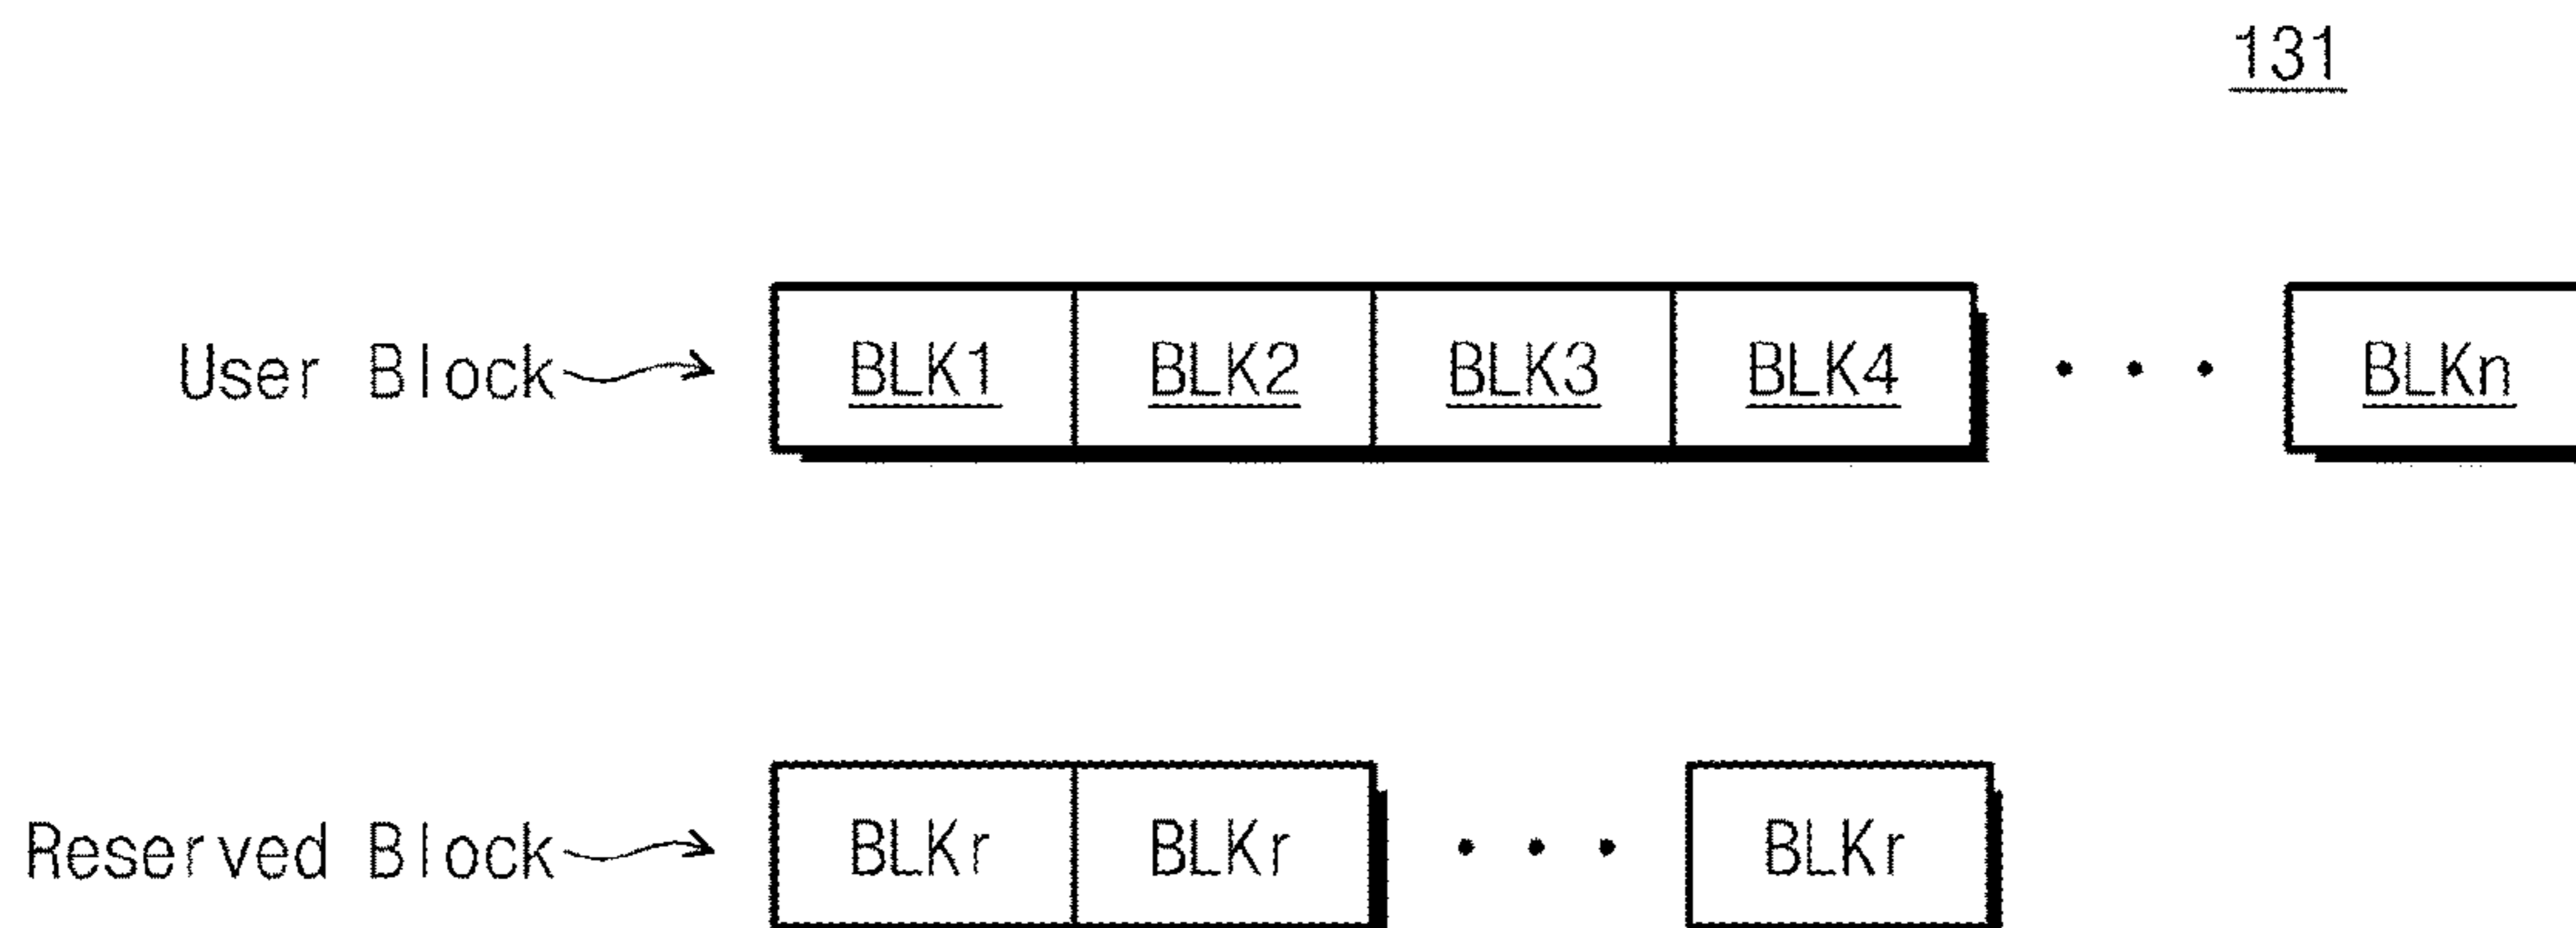 131
User Block BLK1 BLK2 BLK3 BLK4 • • • BLKn
Reserved Block BLKr BLKr • • • BLKr